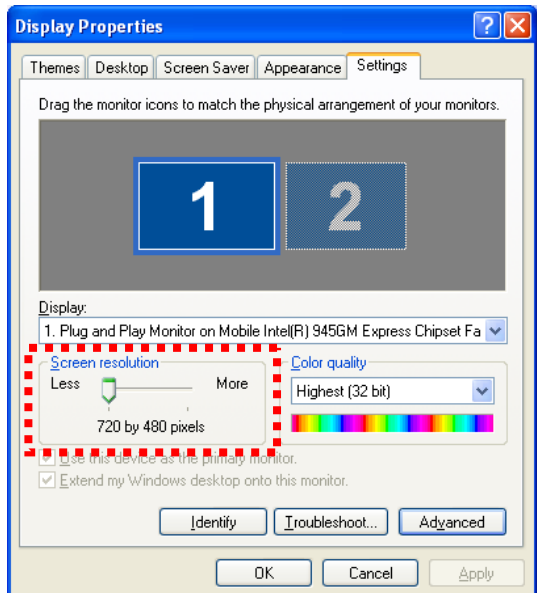 Display Properties
Themes Desktop Screen Saver Appearance Settings
Drag the monitor icons to match the physical arrangement of your monitors.
1 2
Display:
1. Plug and Play Monitor on Mobile Intel(R) 945GM Express Chipset Fa
Screen resolution
Less More
720 by 480 pixels
Color quality
Highest (32 bit)
Use this device as the primary monitor.
Extend my Windows desktop onto this monitor.
Identify Troubleshoot... Advanced
OK Cancel Apply